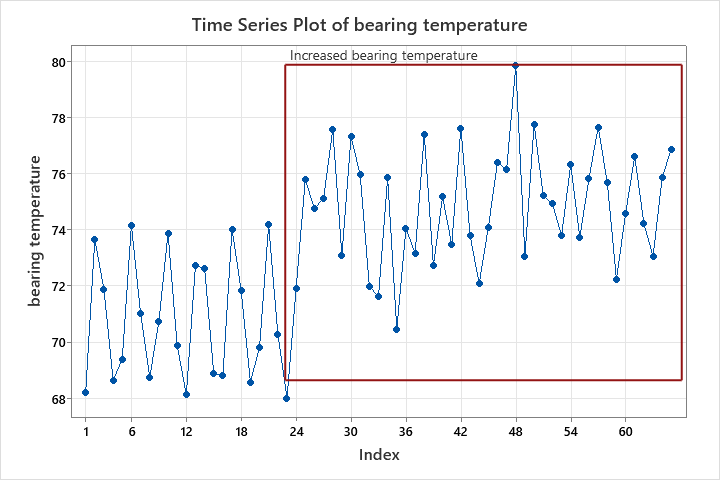 Time Series Plot of bearing temperature
Increased bearing temperature
80
78
76
74
72
70
68
bearing temperature
1 6 12 18 24 30 36 42 48 54 60
Index